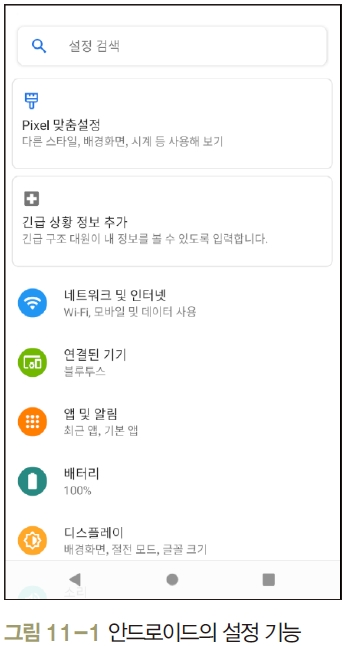 설정 검색
Pixel 맞춤설정
다른 스타일, 배경화면, 시계 등 사용해 보기
긴급 상황 정보 추가
긴급 구조 대원이 내 정보를 볼 수 있도록 입력합니다.
네트워크 및 인터넷
Wi-Fi, 모바일 및 데이터 사용
연결된 기기
블루투스
앱 및 알림
최근 앱, 기본 앱
배터리
100%
디스플레이
배경화면, 절전 모드, 글꼴 크기
소리
그림 11-1 안드로이드의 설정 기능